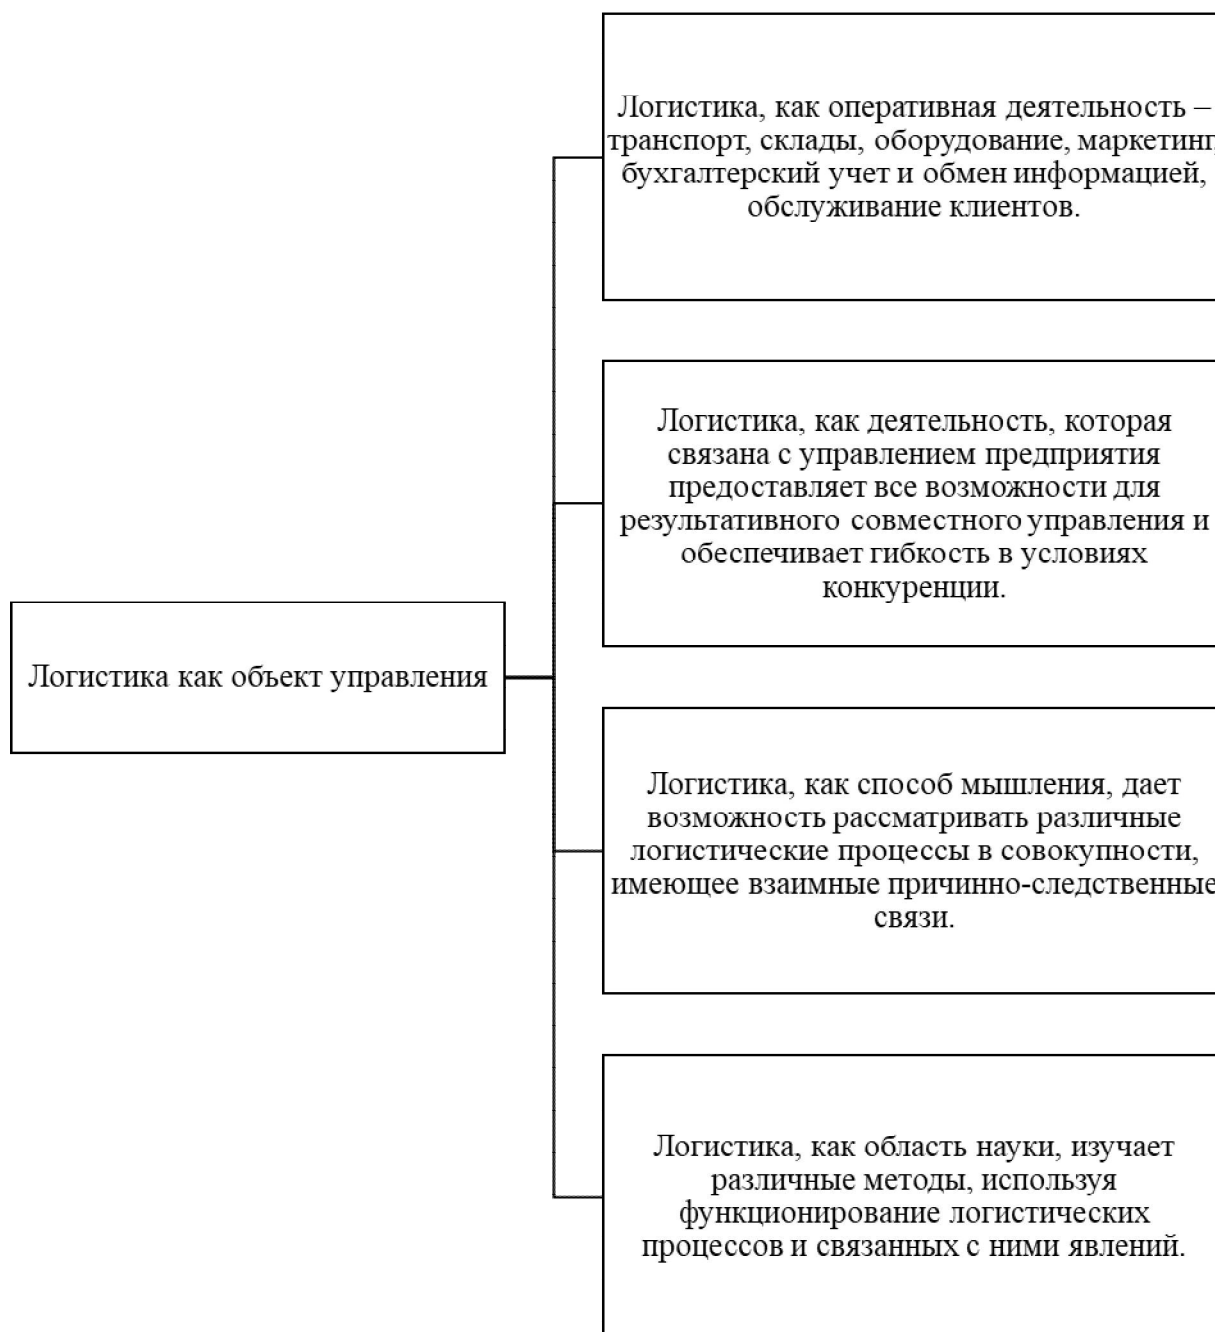 Логистика, как оперативная деятельность –
транспорт, склады, оборудование, маркетинг,
бухгалтерский учет и обмен информацией,
обслуживание клиентов.
Логистика, как деятельность, которая
связана с управлением предприятия
предоставляет все возможности для
результативного совместного управления и
обеспечивает гибкость в условиях
конкуренции.
Логистика как объект управления
Логистика, как способ мышления, дает
возможность рассматривать различные
логистические процессы в совокупности,
имеющее взаимные причинно-следственные
связи.
Логистика, как область науки, изучает
различные методы, используя
функционирование логистических
процессов и связанных с ними явлений.